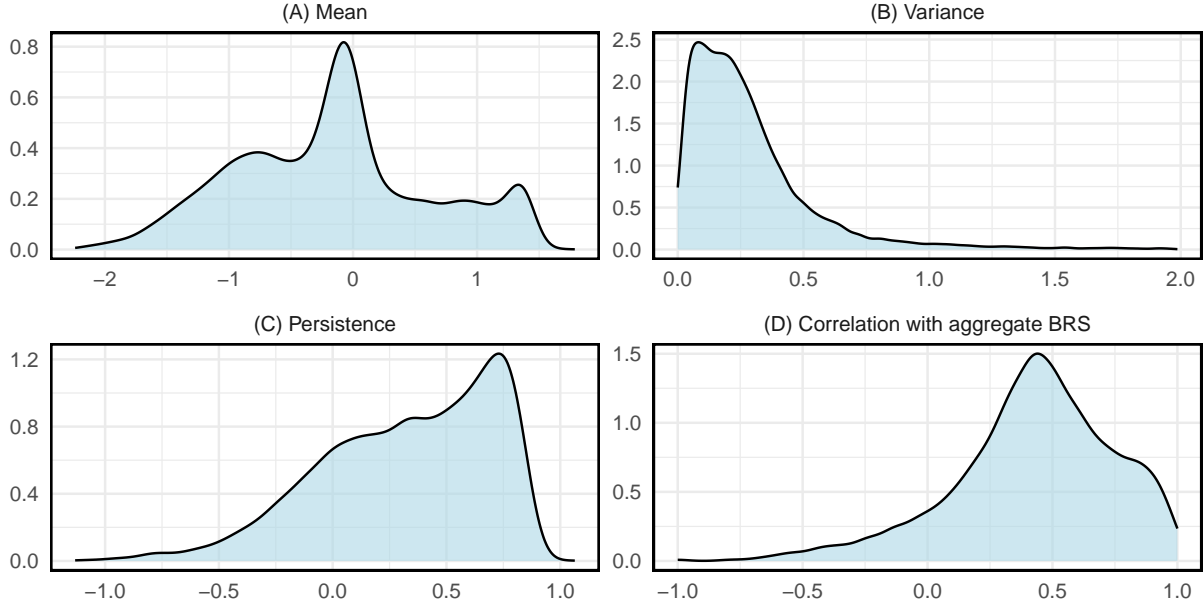 (A) Mean
0.8
0.6
0.4
0.2
0.0
−2 −1 0 1
(B) Variance
2.5
2.0
1.5
1.0
0.5
0.0
0.0 0.5 1.0 1.5 2.0
(C) Persistence
1.2
0.8
0.4
0.0
−1.0 −0.5 0.0 0.5 1.0
(D) Correlation with aggregate BRS
1.5
1.0
0.5
0.0
−1.0 −0.5 0.0 0.5 1.0